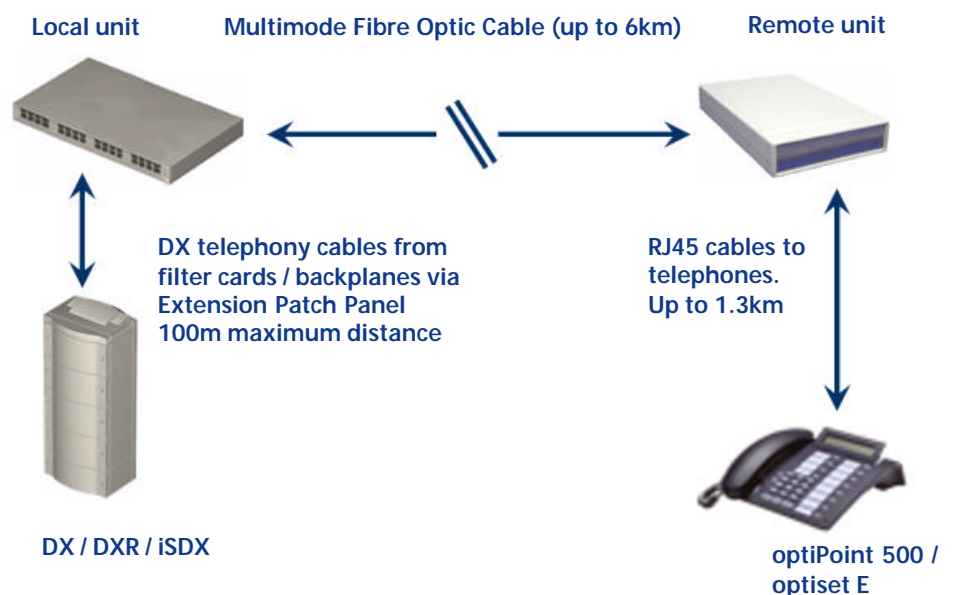 Local unit
Multimode Fibre Optic Cable (up to 6km)
Remote unit
DX telephony cables from
filter cards / backplanes via
Extension Patch Panel
100m maximum distance
RJ45 cables to
telephones.
Up to 1.3km
DX / DXR / iSDX
optiPoint 500 /
optiset E